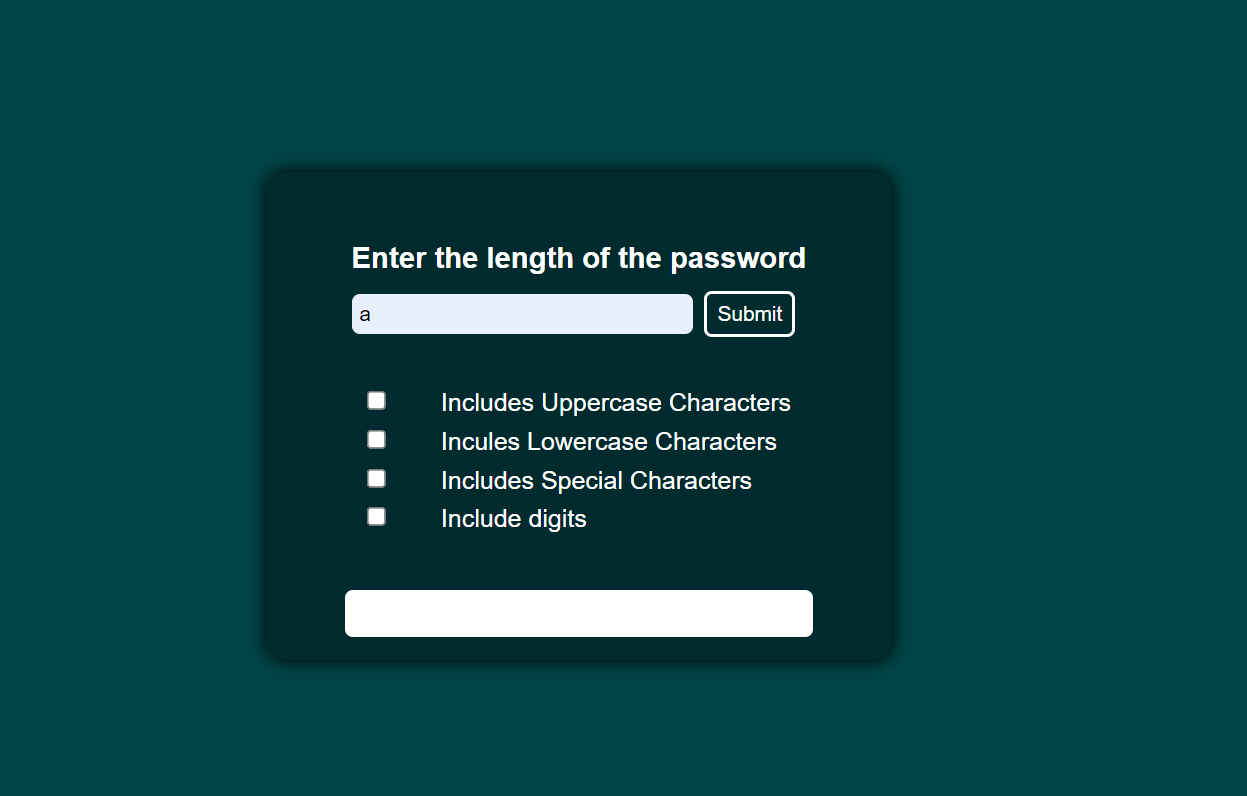 Enter the length of the password
a
Submit
Includes Uppercase Characters
Incules Lowercase Characters
Includes Special Characters
Include digits